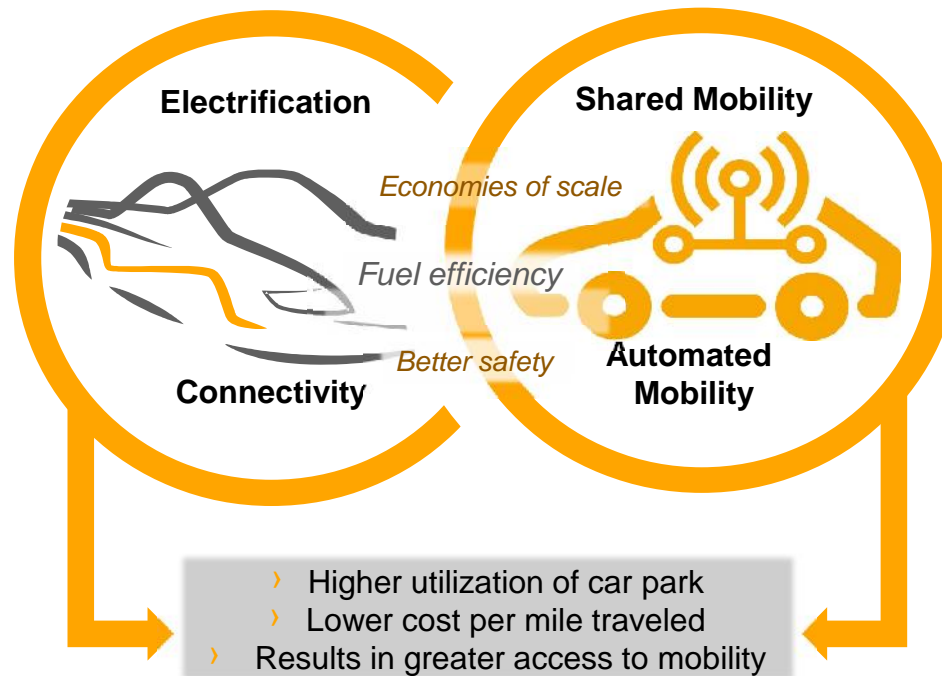 Electrification
Shared Mobility
Economies of scale
Fuel efficiency
Better safety
Connectivity
Automated
Mobility
› Higher utilization of car park
› Lower cost per mile traveled
› Results in greater access to mobility